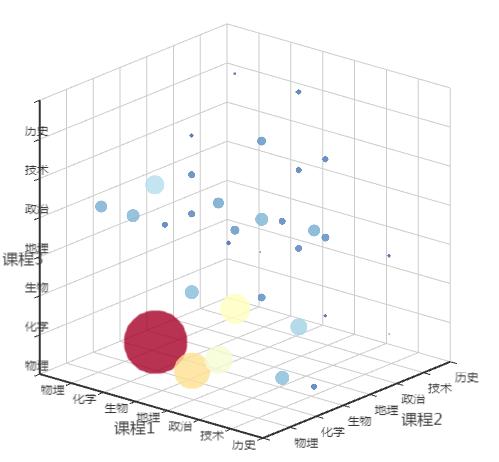 历史
技术
政治
地理
课程3
生物
化学
物理
物理
化学
生物
地理
政治
技术
历史
课程1
物理
化学
生物
地理
政治
技术
历史
课程2